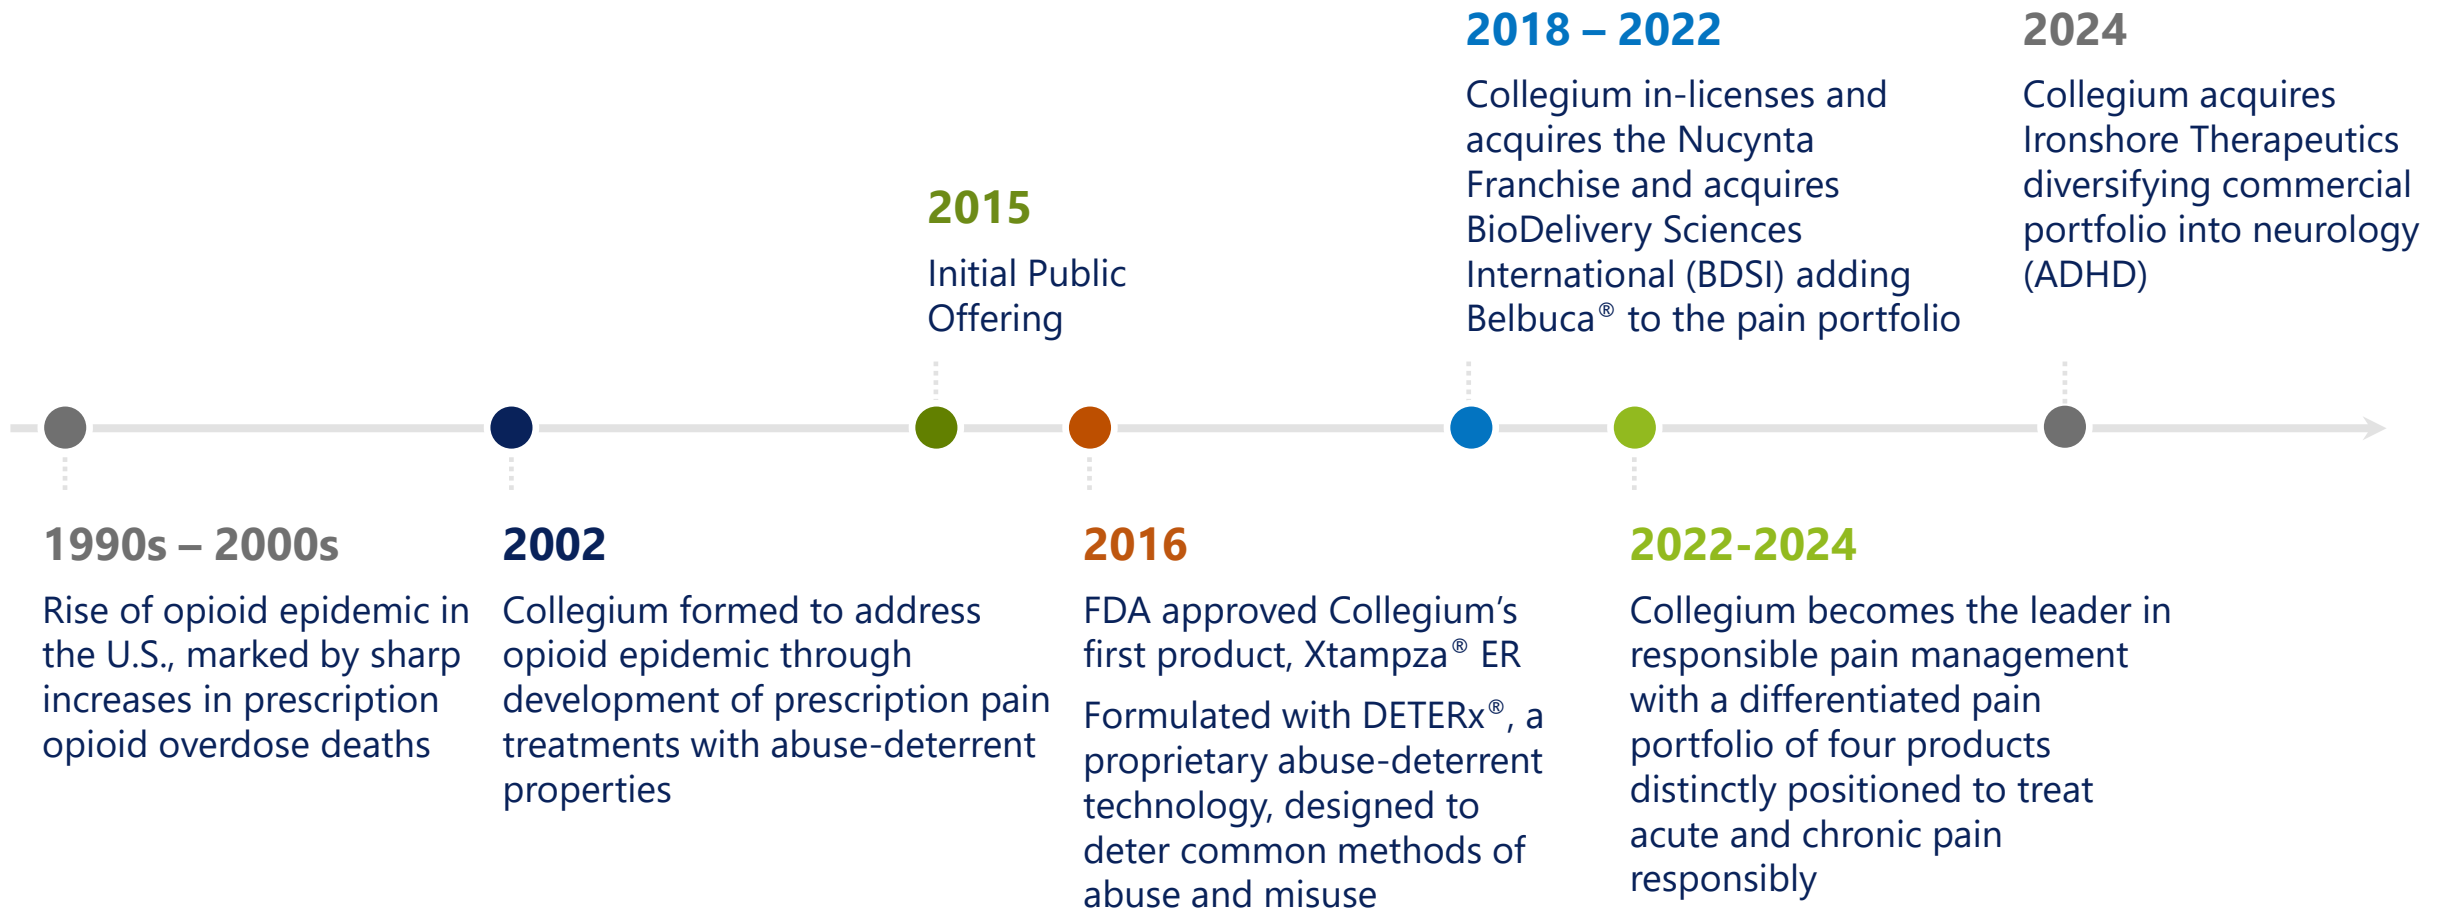 1990s – 2000s
Rise of opioid epidemic in
the U.S., marked by sharp
increases in prescription
opioid overdose deaths
2002
Collegium formed to address
opioid epidemic through
development of prescription pain
treatments with abuse-deterrent
properties
2015
Initial Public
Offering
2016
FDA approved Collegium’s
first product, Xtampza® ER
Formulated with DETERx®, a
proprietary abuse-deterrent
technology, designed to
deter common methods of
abuse and misuse
2018 – 2022
Collegium in-licenses and
acquires the Nucynta
Franchise and acquires
BioDelivery Sciences
International (BDSI) adding
Belbuca® to the pain portfolio
2022-2024
Collegium becomes the leader in
responsible pain management
with a differentiated pain
portfolio of four products
distinctly positioned to treat
acute and chronic pain
responsibly
2024
Collegium acquires
Ironshore Therapeutics
diversifying commercial
portfolio into neurology
(ADHD)